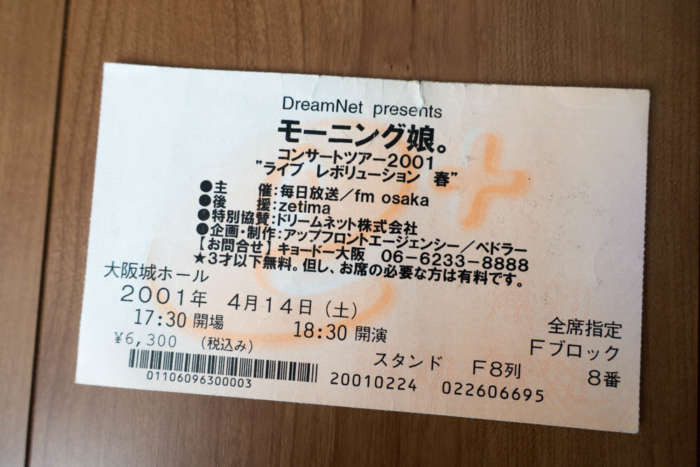 DreamNet presents
モーニング娘。
コンサートツアー2001
"ライブ レボリューション 春"
●主 催：毎日放送／fm osaka
●後 援：zetima
●特別協賛：ドリームネット株式会社
●企画・制作：アップフロントエージェンシー／ペドラー
【お問合せ】キョードー大阪 06-6233-8888
★3才以下無料。但し、お席の必要な方は有料です。
大阪城ホール
2001年 4月14日（土）
17:30 開場 18:30 開演
全席指定
¥6,300 （税込み）
スタンド F8列
Fブロック
8番
01106096300003
20010224 022606695